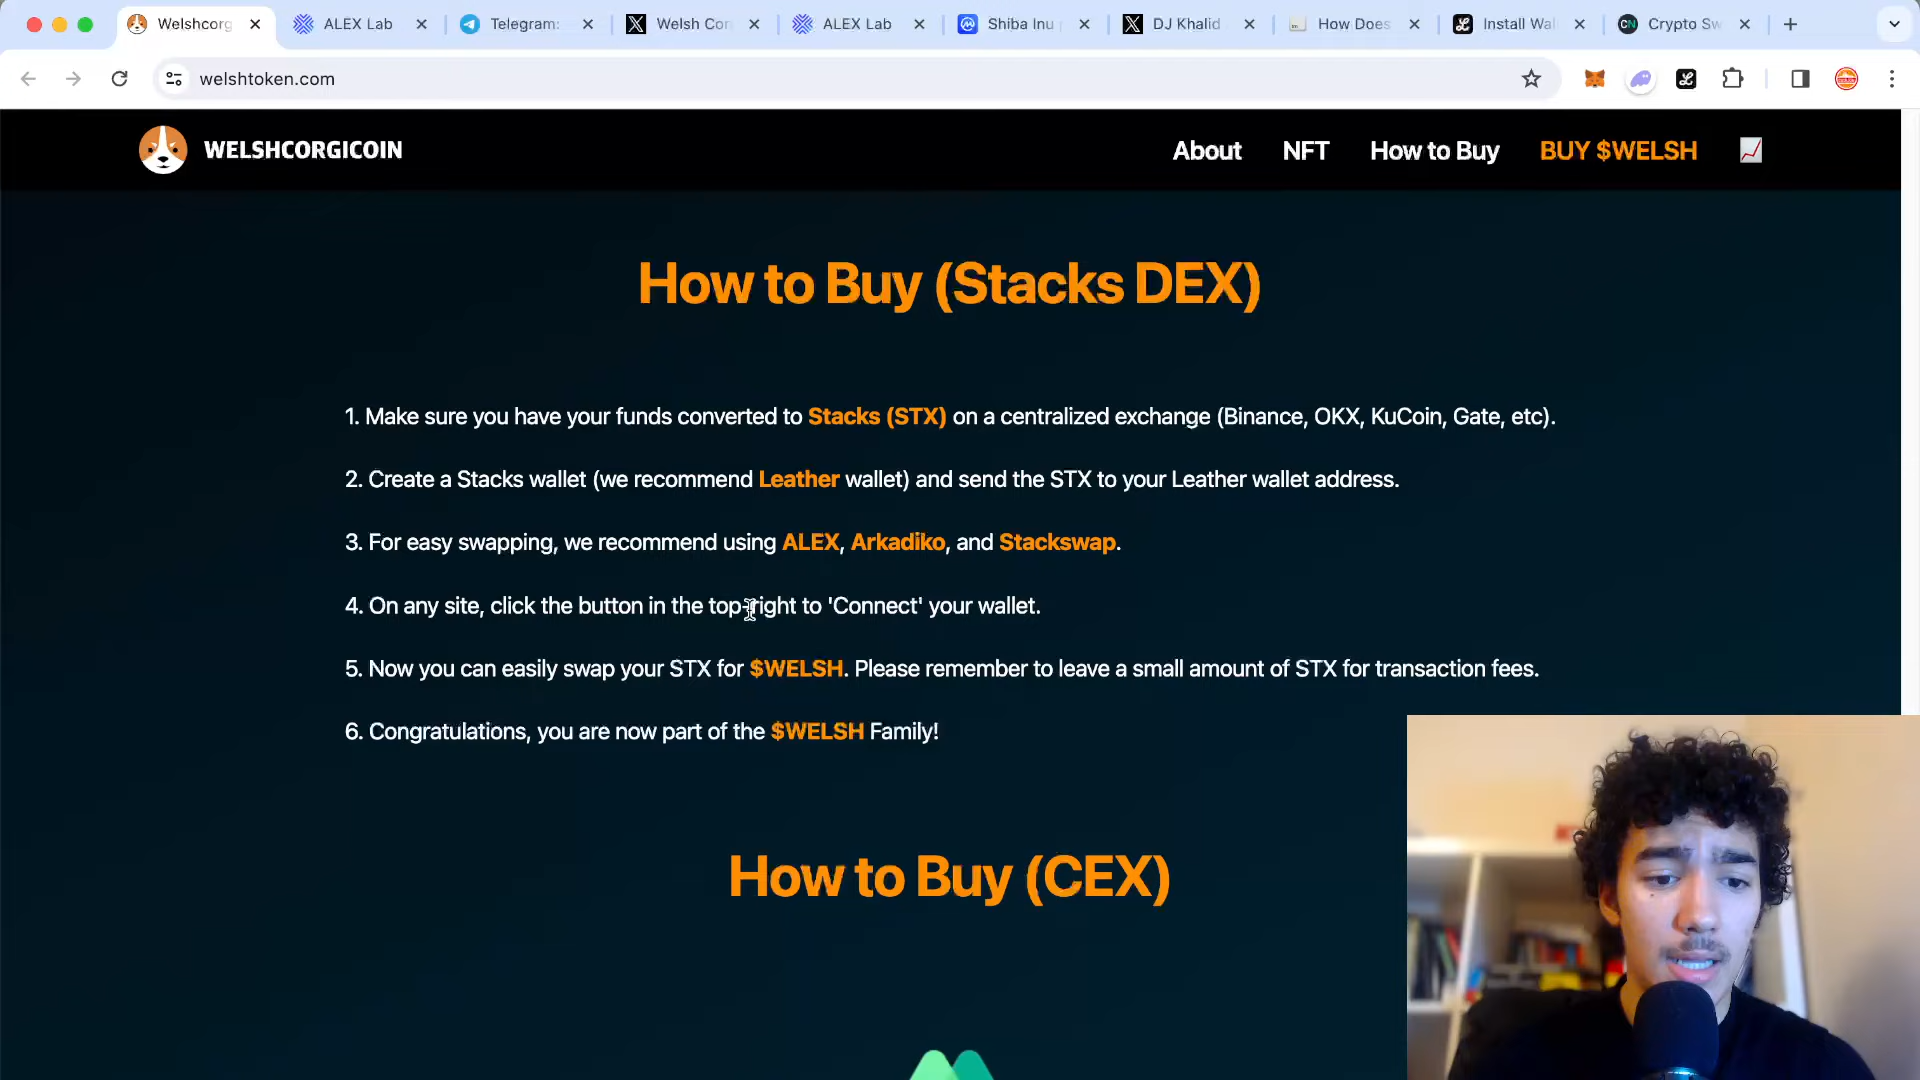 Welshcorg
ALEX Lab
Telegram:
Welsh Cor
ALEX Lab
Shiba Inu
DJ Khalid
How Does
Install Wal
Crypto Sw
welshtoken.com
WELSHCORGICOIN
About
NFT
How to Buy
BUY $WELSH
How to Buy (Stacks DEX)
1. Make sure you have your funds converted to Stacks (STX) on a centralized exchange (Binance, OKX, KuCoin, Gate, etc).
2. Create a Stacks wallet (we recommend Leather wallet) and send the STX to your Leather wallet address.
3. For easy swapping, we recommend using ALEX, Arkadiko, and Stackswap.
4. On any site, click the button in the top-right to 'Connect' your wallet.
5. Now you can easily swap your STX for $WELSH. Please remember to leave a small amount of STX for transaction fees.
6. Congratulations, you are now part of the $WELSH Family!
How to Buy (CEX)